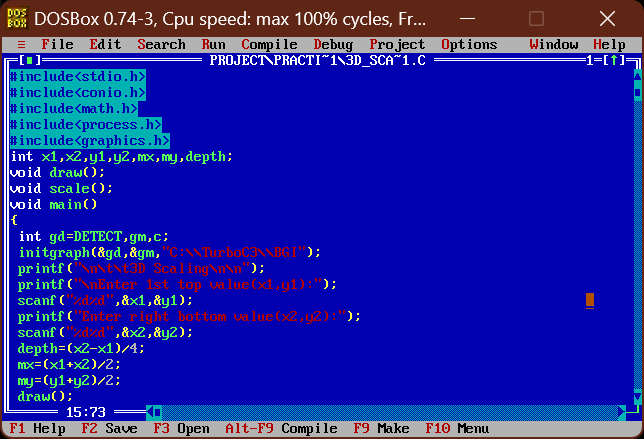 DOS BOX DOSBox 0.74-3, Cpu speed: max 100% cycles, Fr...
≡ File Edit Search Run Compile Debug Project Options Window Help
[■] PROJECT\PRACTI~1\3D_SCA~1.C 1=[↑]
#include<stdio.h>
#include<conio.h>
#include<math.h>
#include<process.h>
#include<graphics.h>
int x1,x2,y1,y2,mx,my,depth;
void draw();
void scale();
void main()
{
int gd=DETECT,gm,c;
initgraph(&gd,&gm,"C:\\TurboC3\\BGI");
printf("\n\t\t3D Scaling\n\n");
printf("\nEnter 1st top value(x1,y1):");
scanf("%d%d",&x1,&y1);
printf("Enter right bottom value(x2,y2):");
scanf("%d%d",&x2,&y2);
depth=(x2-x1)/4;
mx=(x1+x2)/2;
my=(y1+y2)/2;
draw();
15:73
F1 Help F2 Save F3 Open Alt-F9 Compile F9 Make F10 Menu